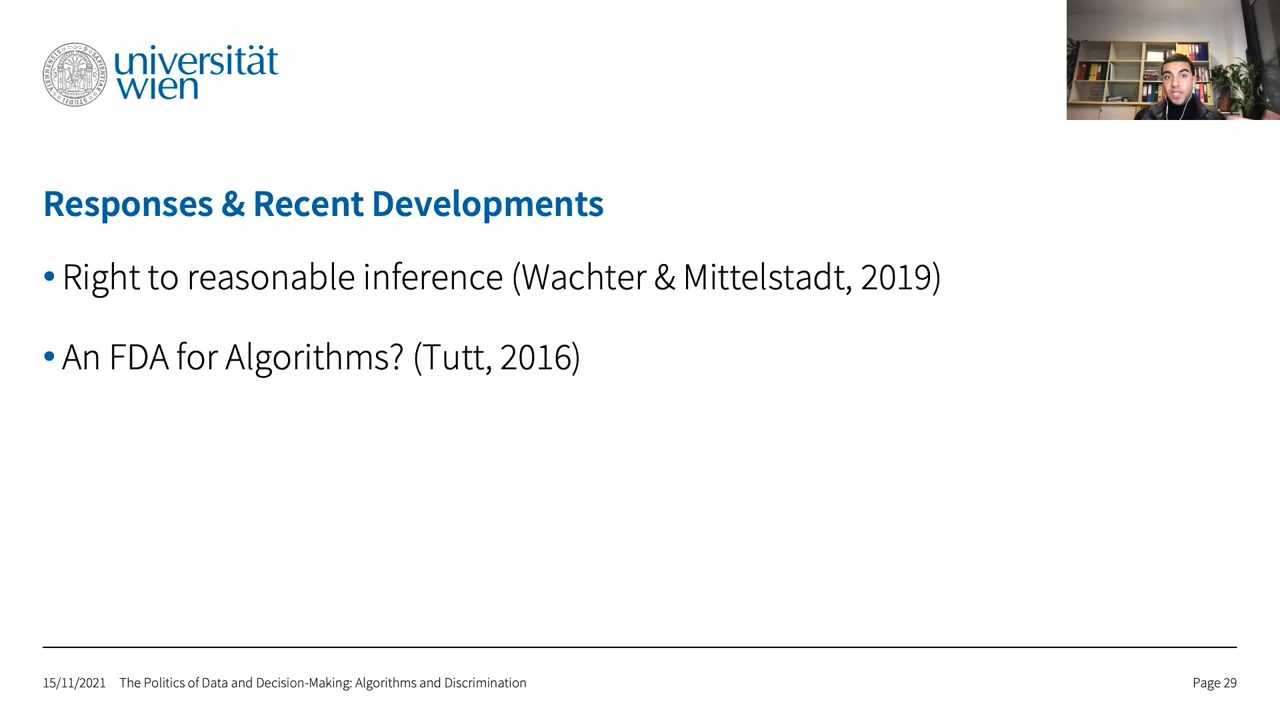 universität
wien
Responses & Recent Developments
• Right to reasonable inference (Wachter & Mittelstadt, 2019)
• An FDA for Algorithms? (Tutt, 2016)
15/11/2021 The Politics of Data and Decision-Making: Algorithms and Discrimination Page 29